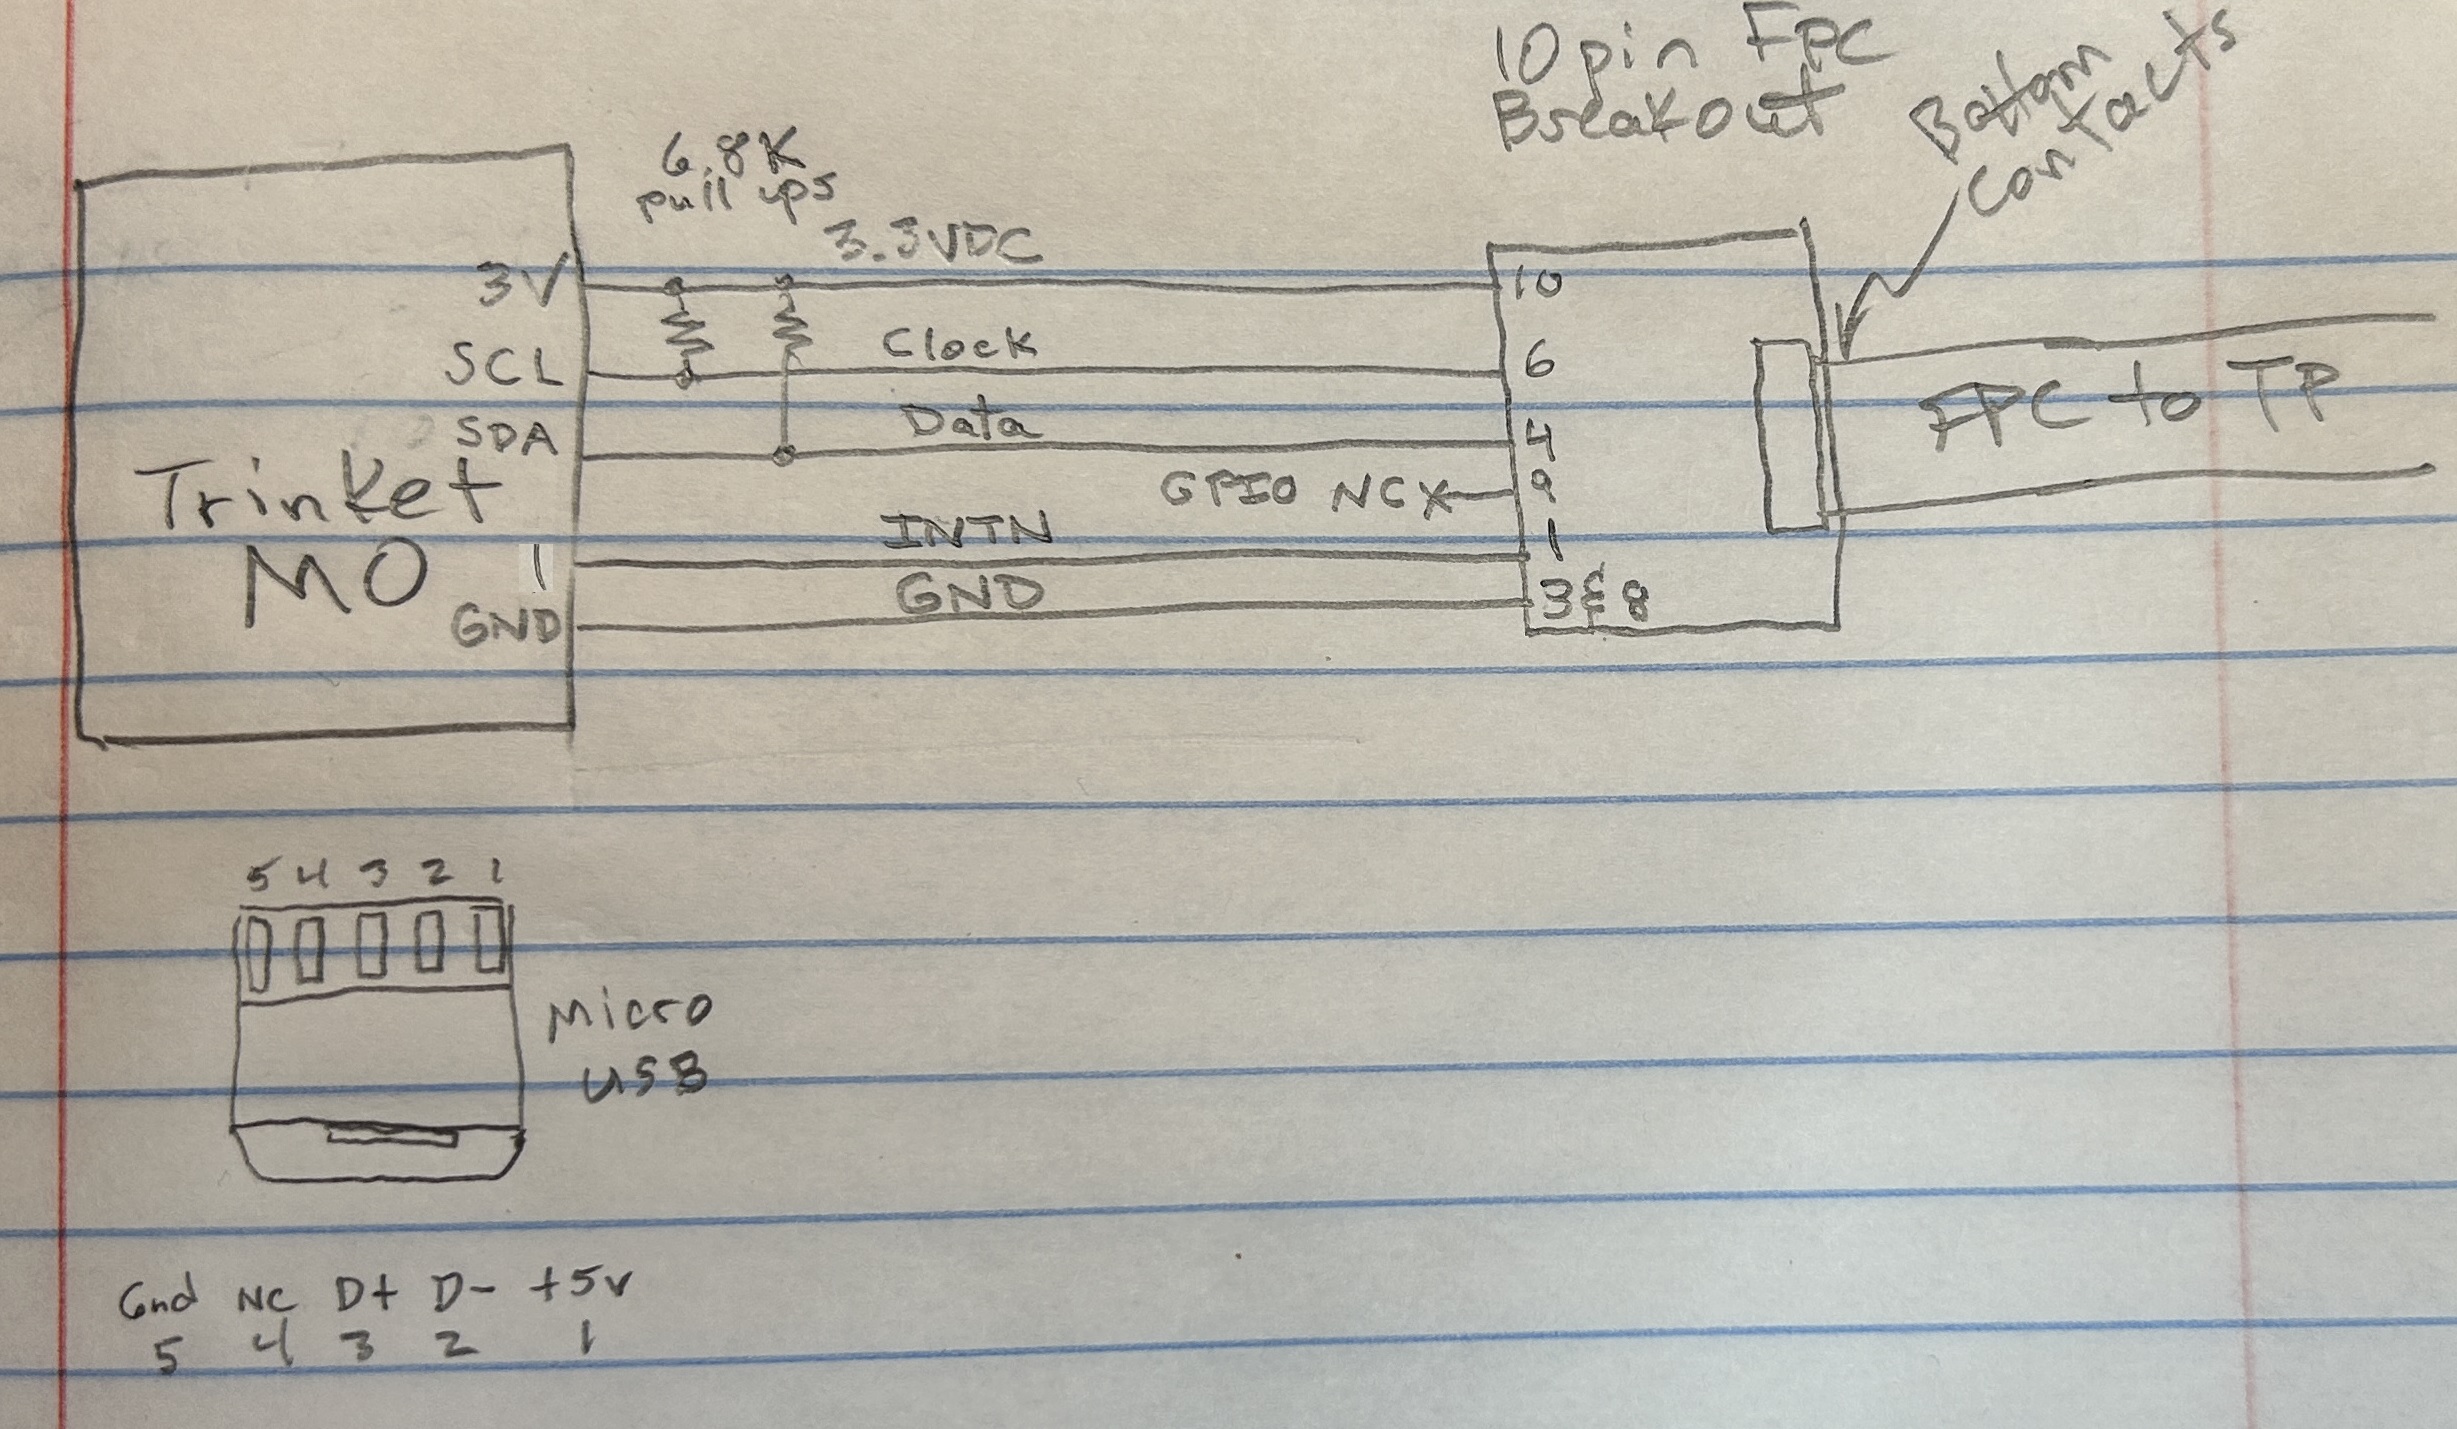 10 pin FPC
Breakout
Bottom
Contacts
6.8K
pull ups
3.3VDC
3V
10
SCL
Clock
6
SDA
Data
4
Trinket
M0
GPIO NC X
9
1
INTN
1
GND
GND
3&8
FPC to TP
5 4 3 2 1
Micro
USB
Gnd NC D+ D- +5v
5 4 3 2 1